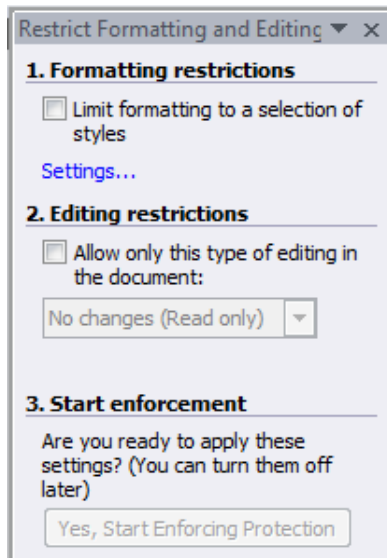 Restrict Formatting and Editing
1. Formatting restrictions
Limit formatting to a selection of
styles
Settings...
2. Editing restrictions
Allow only this type of editing in
the document:
No changes (Read only)
3. Start enforcement
Are you ready to apply these
settings? (You can turn them off
later)
Yes, Start Enforcing Protection